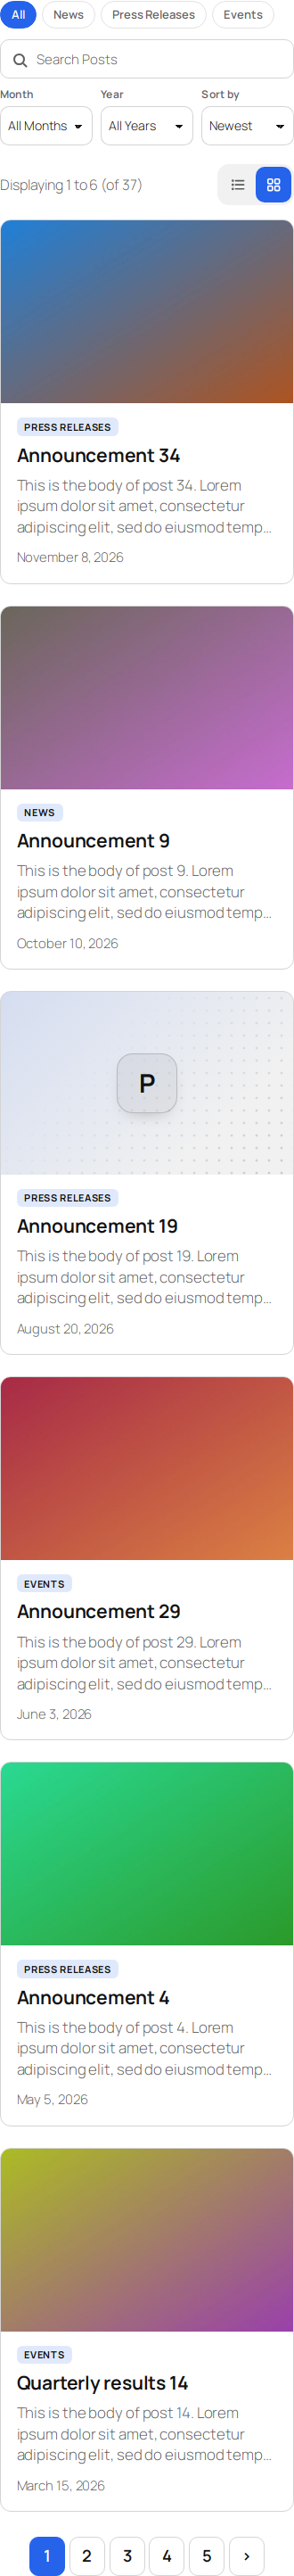 All News Press Releases Events
Search Posts
Month Year Sort by
All Months All Years Newest
Displaying 1 to 6 (of 37)
PRESS RELEASES
Announcement 34
This is the body of post 34. Lorem
ipsum dolor sit amet, consectetur
adipiscing elit, sed do eiusmod temp...
November 8, 2026
NEWS
Announcement 9
This is the body of post 9. Lorem
ipsum dolor sit amet, consectetur
adipiscing elit, sed do eiusmod temp...
October 10, 2026
P
PRESS RELEASES
Announcement 19
This is the body of post 19. Lorem
ipsum dolor sit amet, consectetur
adipiscing elit, sed do eiusmod temp...
August 20, 2026
EVENTS
Announcement 29
This is the body of post 29. Lorem
ipsum dolor sit amet, consectetur
adipiscing elit, sed do eiusmod temp...
June 3, 2026
PRESS RELEASES
Announcement 4
This is the body of post 4. Lorem
ipsum dolor sit amet, consectetur
adipiscing elit, sed do eiusmod temp...
May 5, 2026
EVENTS
Quarterly results 14
This is the body of post 14. Lorem
ipsum dolor sit amet, consectetur
adipiscing elit, sed do eiusmod temp...
March 15, 2026
1 2 3 4 5 ›